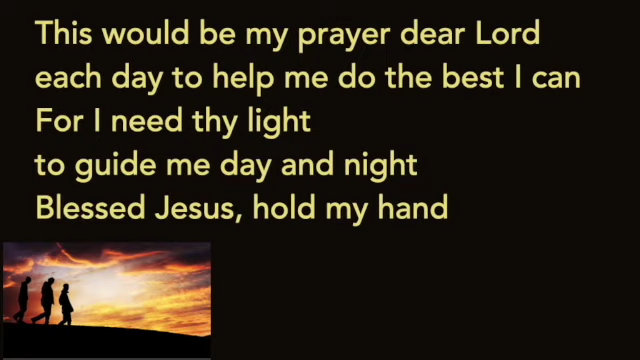 This would be my prayer dear Lord
each day to help me do the best I can
For I need thy light
to guide me day and night
Blessed Jesus, hold my hand